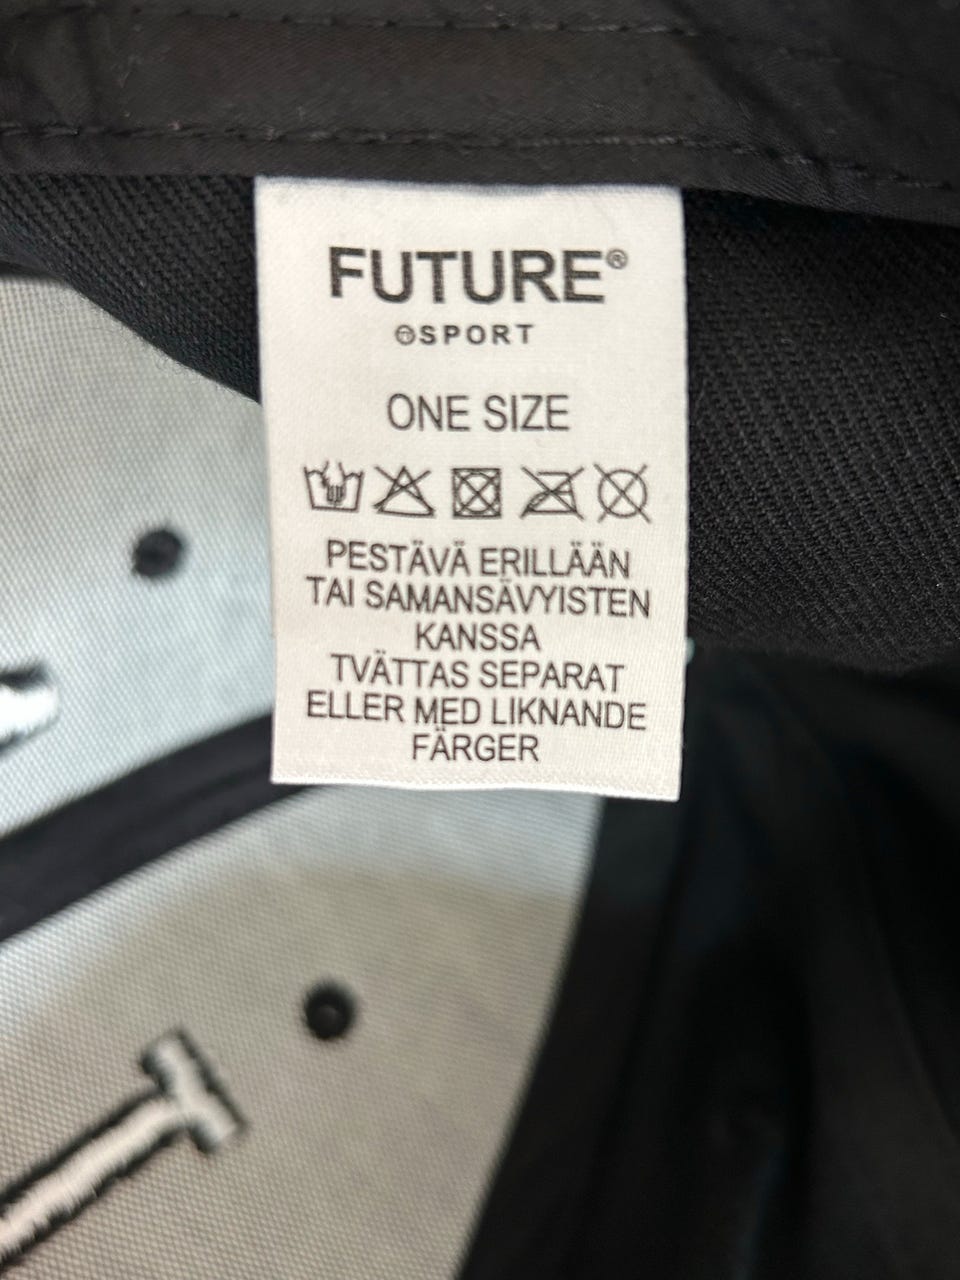 FUTURE®
SPORT
ONE SIZE
PESTÄVÄ ERILLÄÄN
TAI SAMANSÄVYISTEN
KANSSA
TVÄTTAS SEPARAT
ELLER MED LIKNANDE
FÄRGER